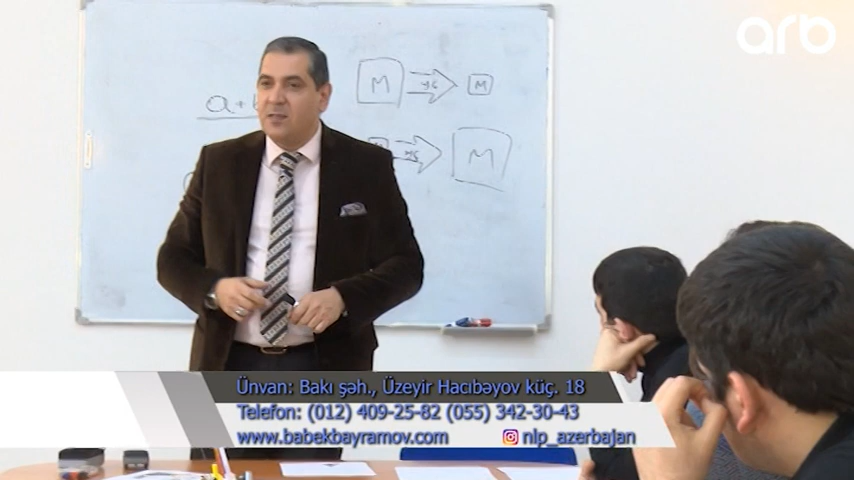 arb
M
M
a+
M
Ünvan: Bakı şəh., Üzeyir Hacıbəyov küç. 18
Telefon: (012) 409-25-82 (055) 342-30-43
www.babekbayramov.com nlp_azerbajan